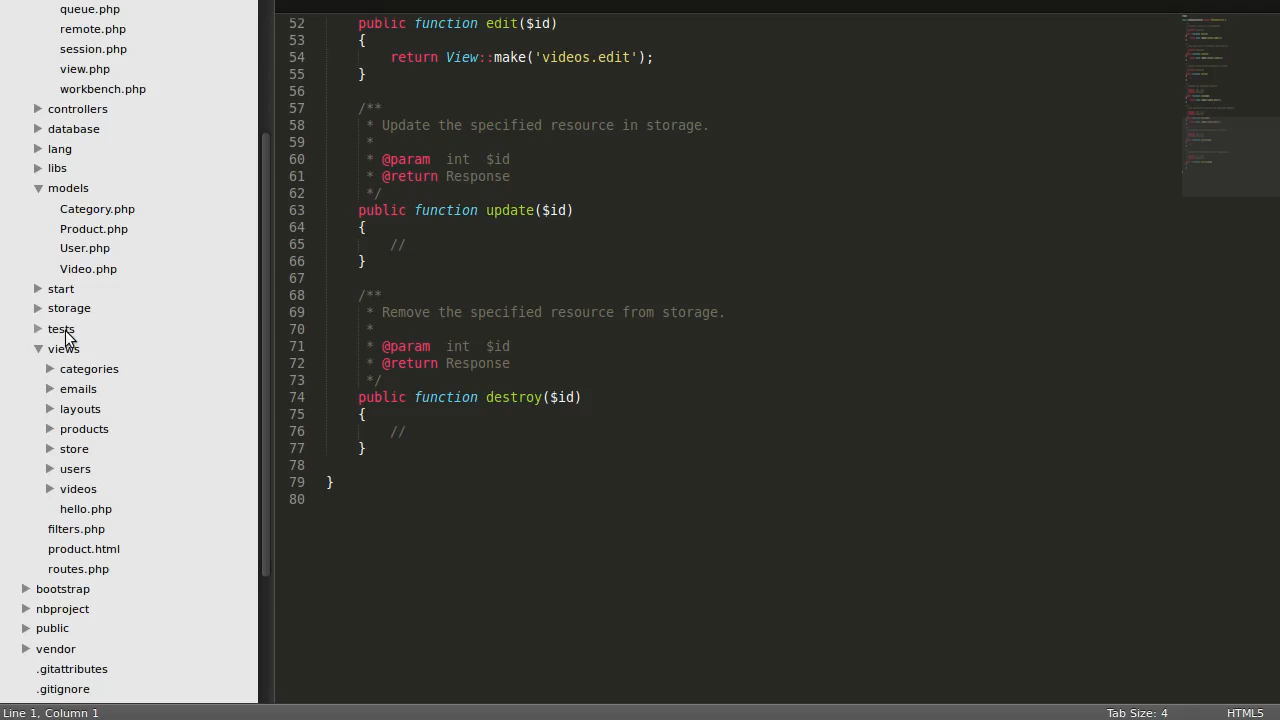 queue.php
remote.php
session.php
view.php
workbench.php
controllers
database
lang
libs
models
Category.php
Product.php
User.php
Video.php
start
storage
tests
views
categories
emails
layouts
products
store
users
videos
hello.php
filters.php
product.html
routes.php
bootstrap
nbproject
public
vendor
.gitattributes
.gitignore
52 public function edit($id)
53 {
54 return View::make('videos.edit');
55 }
56
57 /**
58 * Update the specified resource in storage.
59 *
60 * @param int $id
61 * @return Response
62 */
63 public function update($id)
64 {
65 //
66 }
67
68 /**
69 * Remove the specified resource from storage.
70 *
71 * @param int $id
72 * @return Response
73 */
74 public function destroy($id)
75 {
76 //
77 }
78
79 }
80
Line 1, Column 1
Tab Size: 4
HTML5